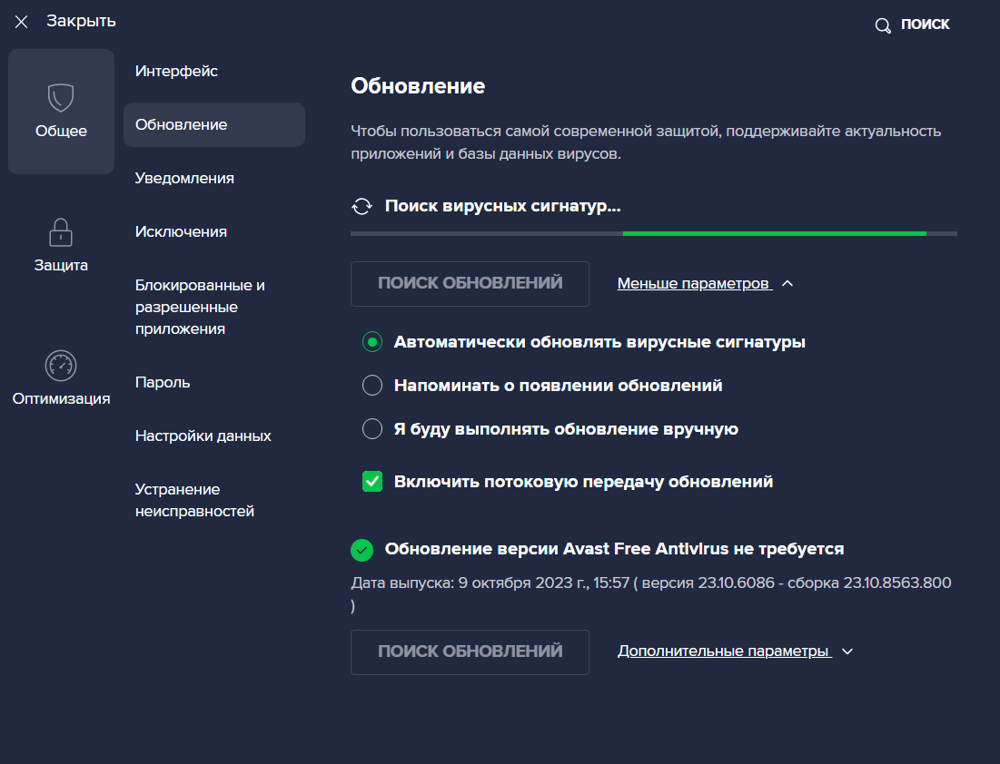 Закрыть
ПОИСК
Общее
Защита
Оптимизация
Интерфейс
Обновление
Уведомления
Исключения
Блокированные и
разрешенные
приложения
Пароль
Настройки данных
Устранение
неисправностей
Обновление
Чтобы пользоваться самой современной защитой, поддерживайте актуальность
приложений и базы данных вирусов.
Поиск вирусных сигнатур...
ПОИСК ОБНОВЛЕНИЙ
Меньше параметров
Автоматически обновлять вирусные сигнатуры
Напоминать о появлении обновлений
Я буду выполнять обновление вручную
Включить потоковую передачу обновлений
Обновление версии Avast Free Antivirus не требуется
Дата выпуска: 9 октября 2023 г., 15:57 ( версия 23.10.6086 - сборка 23.10.8563.800
)
ПОИСК ОБНОВЛЕНИЙ
Дополнительные параметры